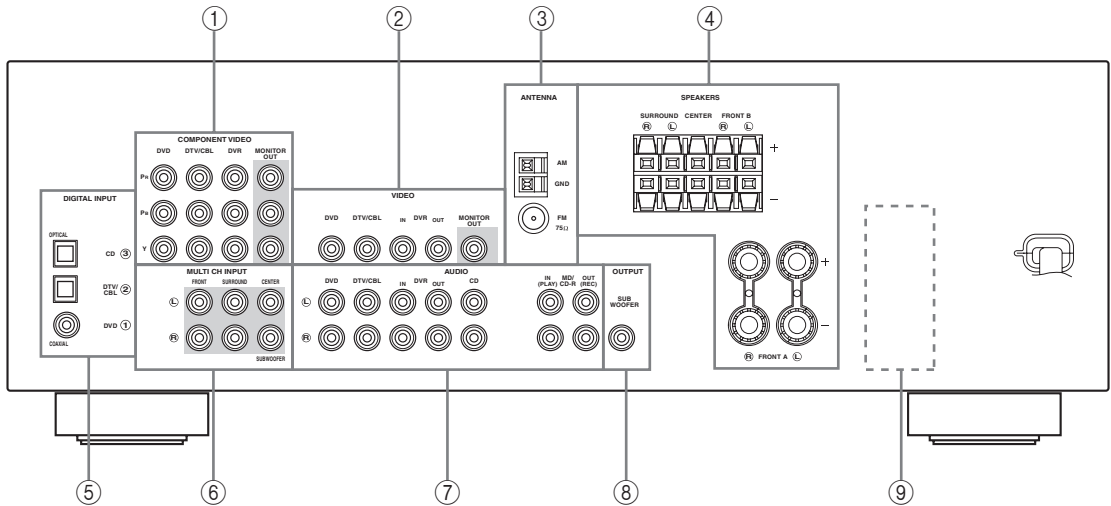 ① ② ③ ④
ANTENNA
AM
GND
FM
75Ω
SPEAKERS
SURROUND CENTER FRONT B
R L R L
+
–
+
–
R FRONT A L
COMPONENT VIDEO
DVD DTV/CBL DVR MONITOR OUT
PR
PB
Y
VIDEO
DVD DTV/CBL IN DVR OUT MONITOR OUT
DIGITAL INPUT
OPTICAL
CD ③
DTV/
CBL ②
DVD ①
COAXIAL
MULTI CH INPUT
FRONT SURROUND CENTER
L
R
SUBWOOFER
AUDIO
DVD DTV/CBL IN DVR OUT CD
IN (PLAY) MD/CD-R OUT (REC)
L
R
OUTPUT
SUB
WOOFER
⑤ ⑥ ⑦ ⑧ ⑨